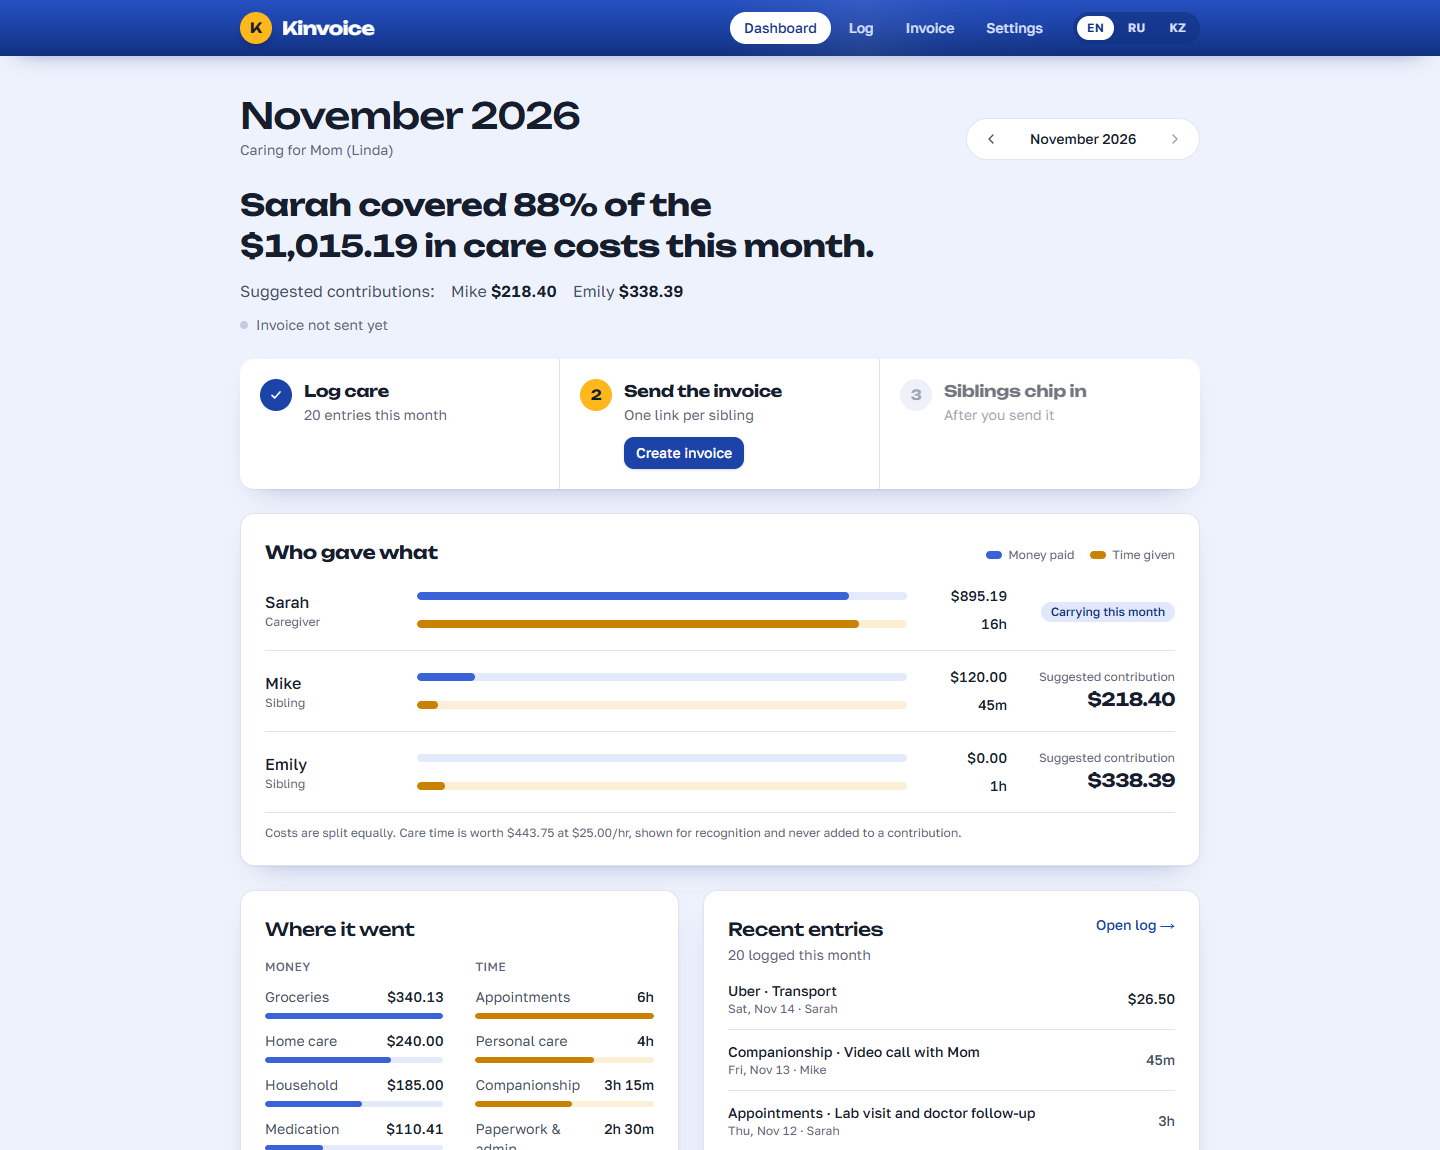 K Kinvoice
Dashboard Log Invoice Settings EN RU KZ
November 2026
Caring for Mom (Linda)
November 2026
Sarah covered 88% of the
$1,015.19 in care costs this month.
Suggested contributions: Mike $218.40 Emily $338.39
Invoice not sent yet
Log care
20 entries this month
2 Send the invoice
One link per sibling
Create invoice
3 Siblings chip in
After you send it
Who gave what
Money paid Time given
Sarah
Caregiver
$895.19
16h
Carrying this month
Mike
Sibling
$120.00
45m
Suggested contribution
$218.40
Emily
Sibling
$0.00
1h
Suggested contribution
$338.39
Costs are split equally. Care time is worth $443.75 at $25.00/hr, shown for recognition and never added to a contribution.
Where it went
MONEY
Groceries $340.13
Home care $240.00
Household $185.00
Medication $110.41
TIME
Appointments 6h
Personal care 4h
Companionship 3h 15m
Paperwork & 2h 30m
admin
Recent entries
Open log →
20 logged this month
Uber · Transport
Sat, Nov 14 · Sarah
$26.50
Companionship · Video call with Mom
Fri, Nov 13 · Mike
45m
Appointments · Lab visit and doctor follow-up
Thu, Nov 12 · Sarah
3h